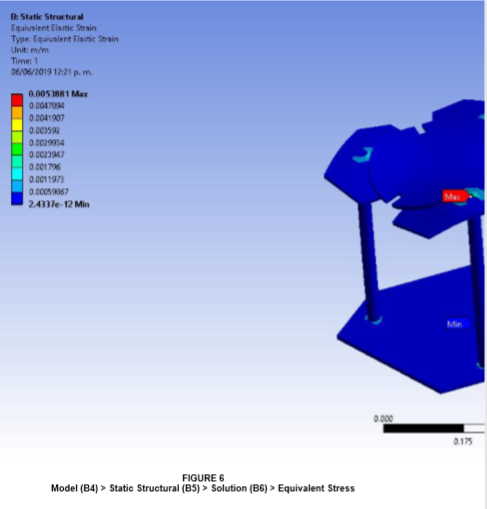 B: Static Structural
Equivalent Elastic Strain
Type: Equivalent Elastic Strain
Unit: m/m
Time: 1
06/06/2019 12:21 p. m.
0.0053881 Max
0.0047894
0.0041907
0.003592
0.0029934
0.0023947
0.001796
0.0011973
0.00059867
2.4337e-12 Min
Max
Min
0.000
0.175
FIGURE 6
Model (B4) > Static Structural (B5) > Solution (B6) > Equivalent Stress